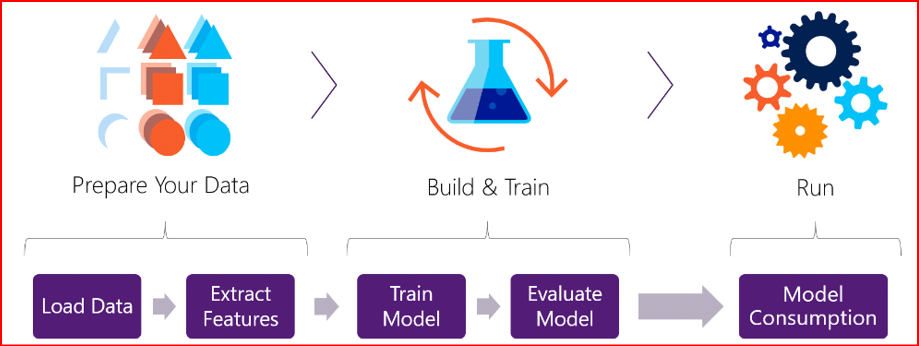 Prepare Your Data
Build & Train
Run
Load Data
Extract
Features
Train
Model
Evaluate
Model
Model
Consumption